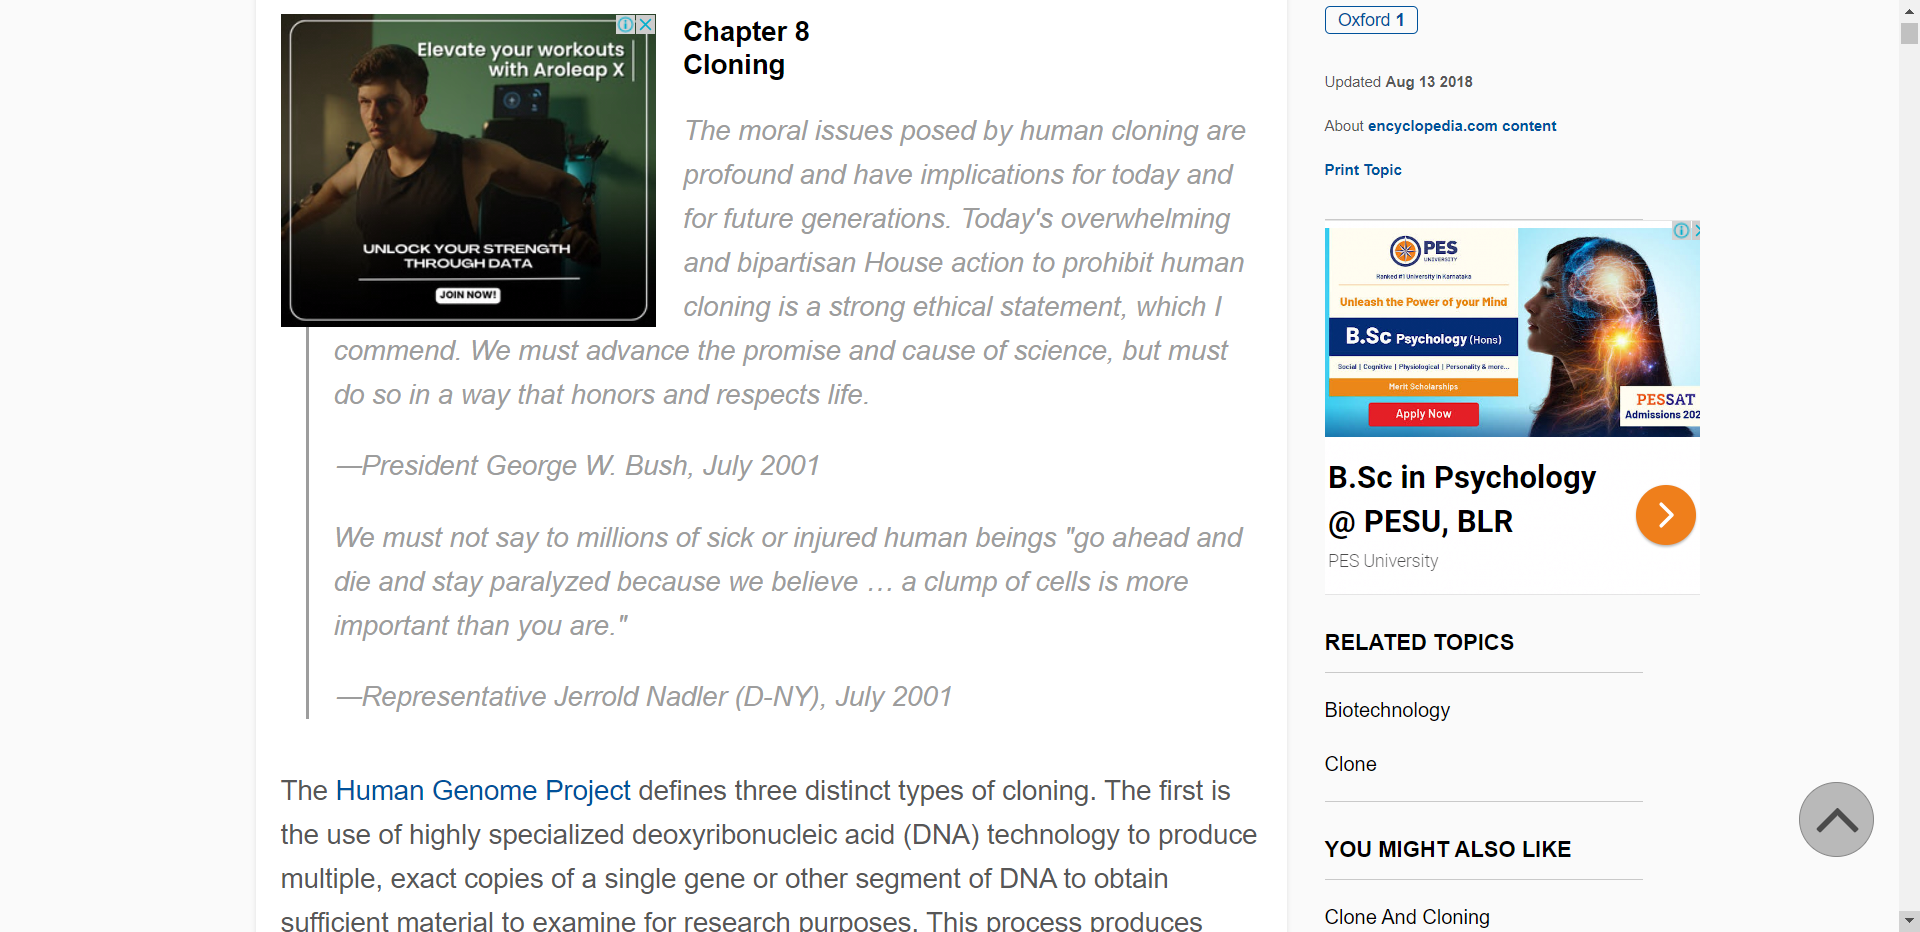 Elevate your workouts
with Aroleap X
UNLOCK YOUR STRENGTH
THROUGH DATA
JOIN NOW!
Chapter 8
Cloning
The moral issues posed by human cloning are
profound and have implications for today and
for future generations. Today's overwhelming
and bipartisan House action to prohibit human
cloning is a strong ethical statement, which I
commend. We must advance the promise and cause of science, but must
do so in a way that honors and respects life.
—President George W. Bush, July 2001
We must not say to millions of sick or injured human beings "go ahead and
die and stay paralyzed because we believe … a clump of cells is more
important than you are."
—Representative Jerrold Nadler (D-NY), July 2001
The Human Genome Project defines three distinct types of cloning. The first is
the use of highly specialized deoxyribonucleic acid (DNA) technology to produce
multiple, exact copies of a single gene or other segment of DNA to obtain
sufficient material to examine for research purposes. This process produces
Oxford 1
Updated Aug 13 2018
About encyclopedia.com content
Print Topic
PES
UNIVERSITY
Ranked #1 University in Karnataka
Unleash the Power of your Mind
B.Sc Psychology (Hons)
Social | Cognitive | Physiological | Personality & more...
Merit Scholarships
Apply Now
PESSAT
Admissions 202
B.Sc in Psychology
@ PESU, BLR
PES University
RELATED TOPICS
Biotechnology
Clone
YOU MIGHT ALSO LIKE
Clone And Cloning